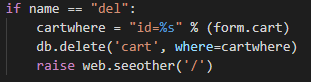 if name == "del":
    cartwhere = "id=%s" % (form.cart)
    db.delete('cart', where=cartwhere)
    raise web.seeother('/')